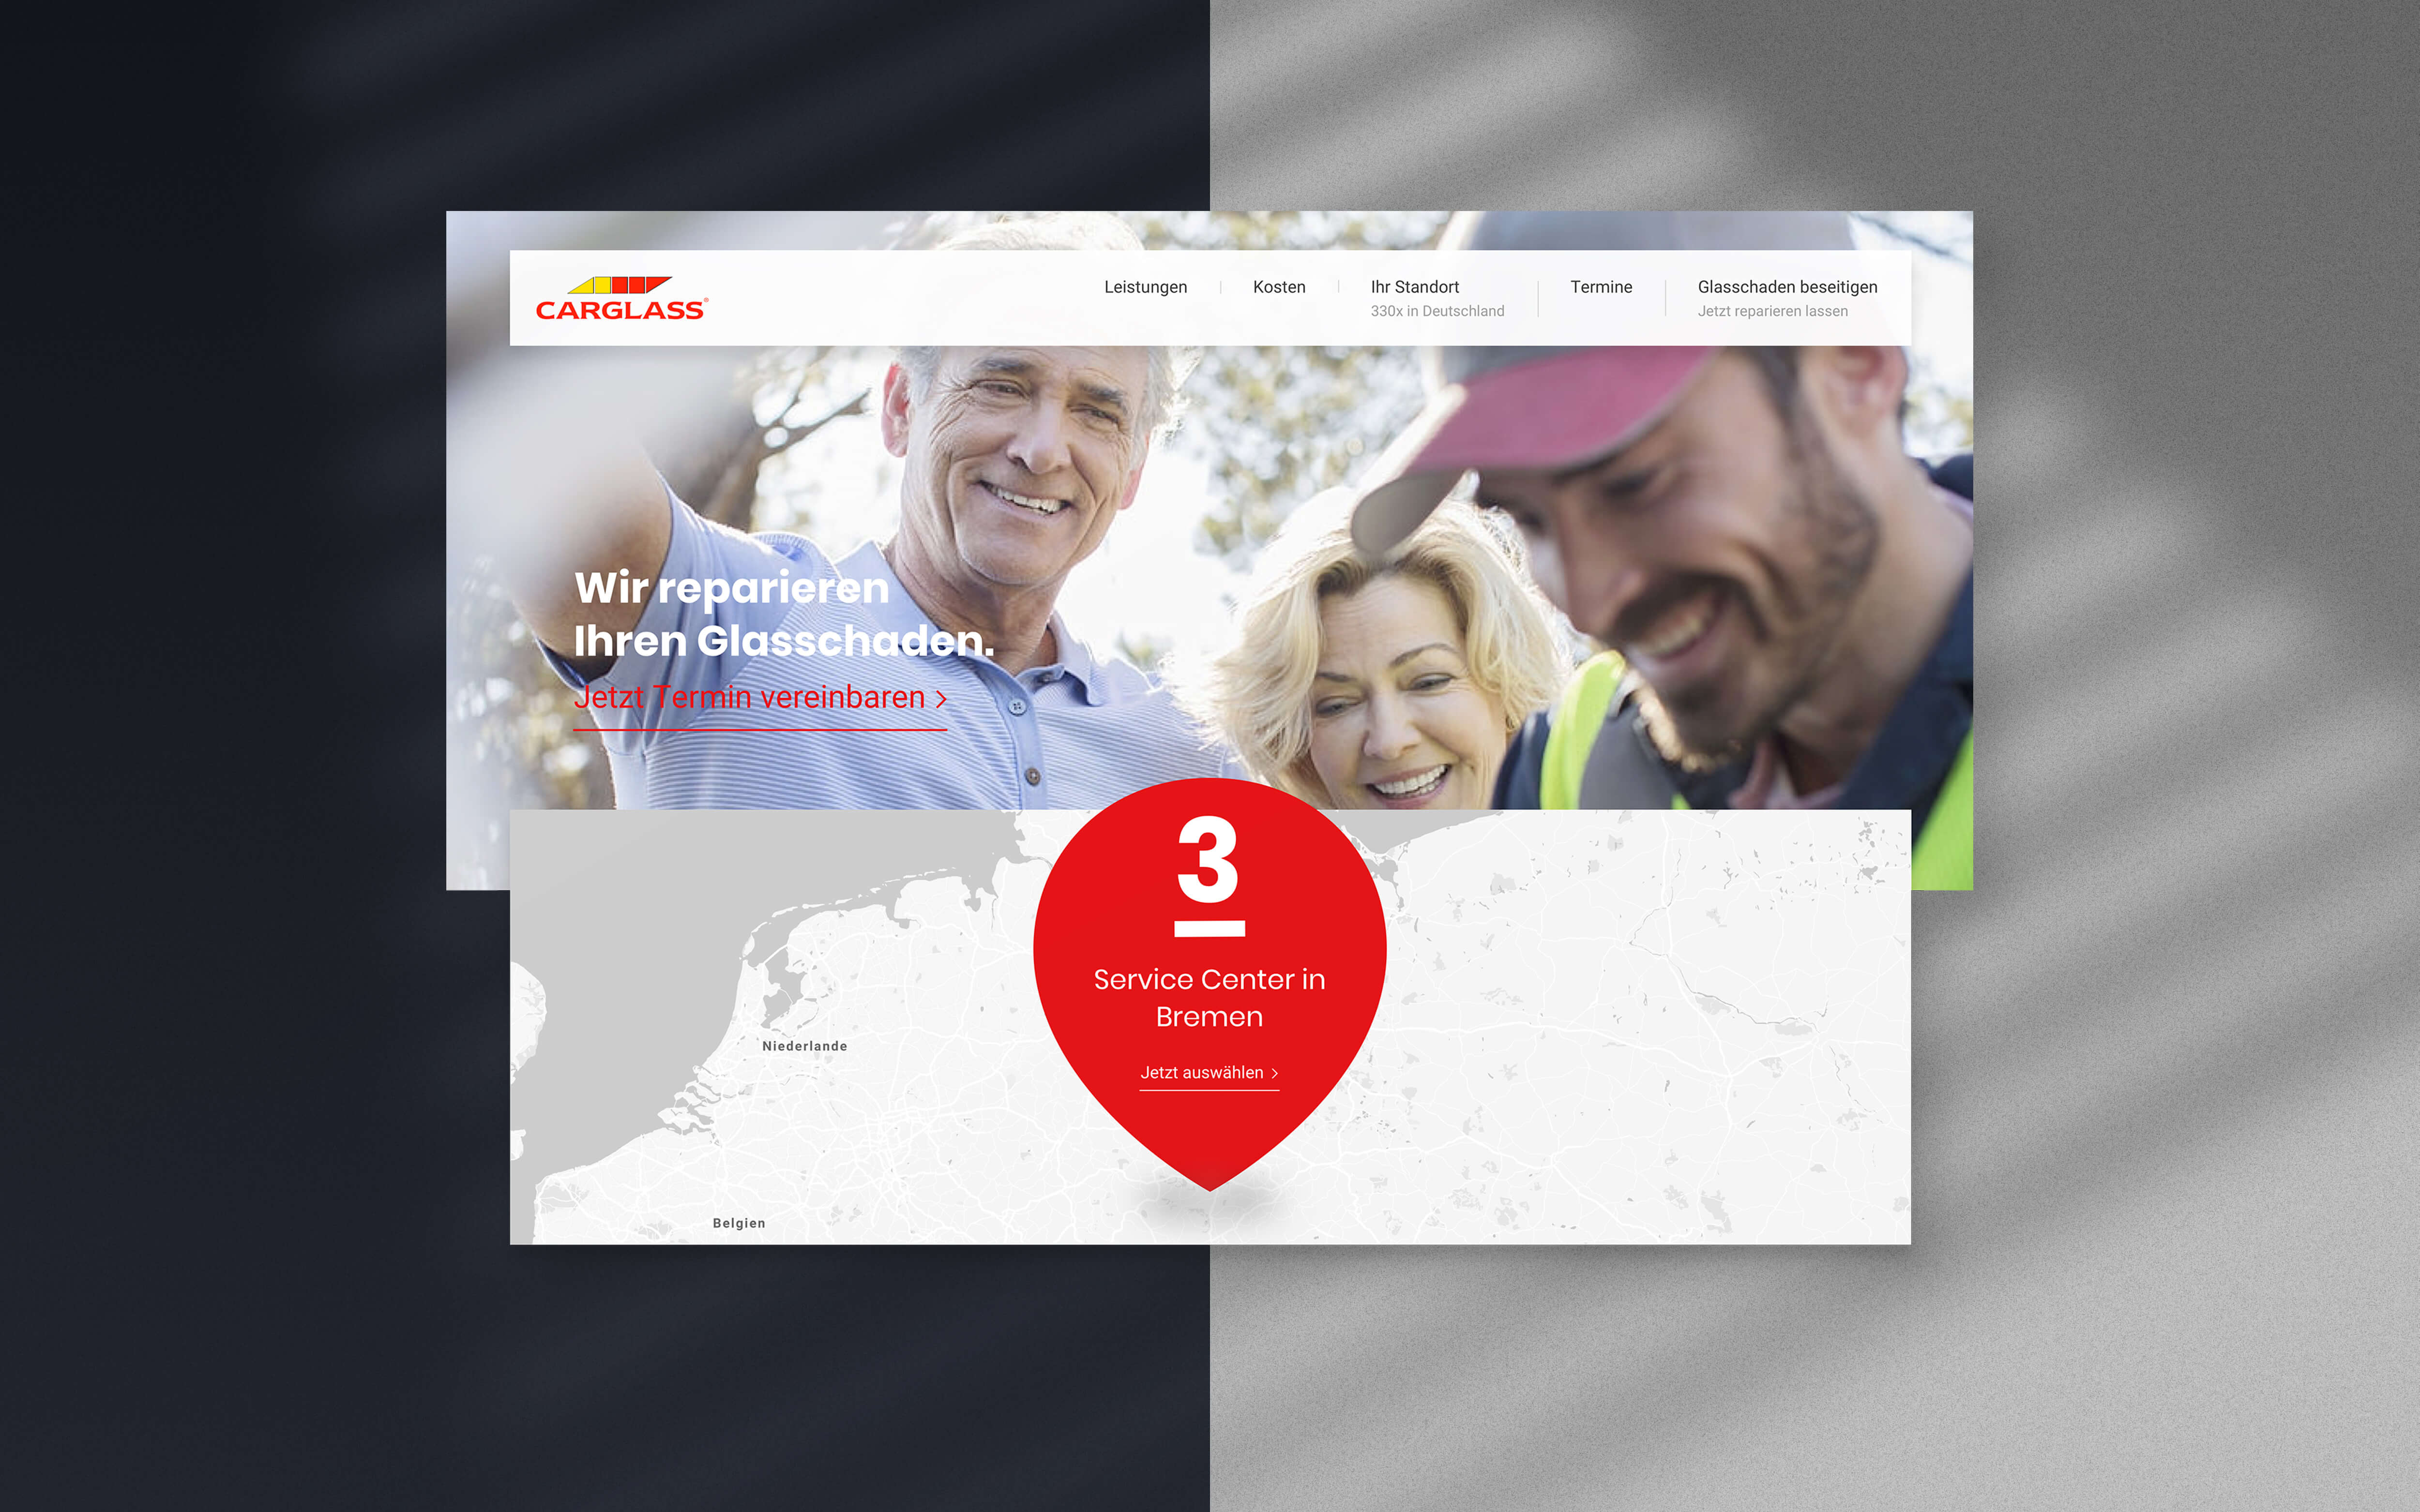 CARGLASS®
Leistungen
Kosten
Ihr Standort
330x in Deutschland
Termine
Glasschaden beseitigen
Jetzt reparieren lassen
Wir reparieren
Ihren Glasschaden.
Jetzt Termin vereinbaren >
3
Service Center in
Bremen
Jetzt auswählen >
Niederlande
Belgien